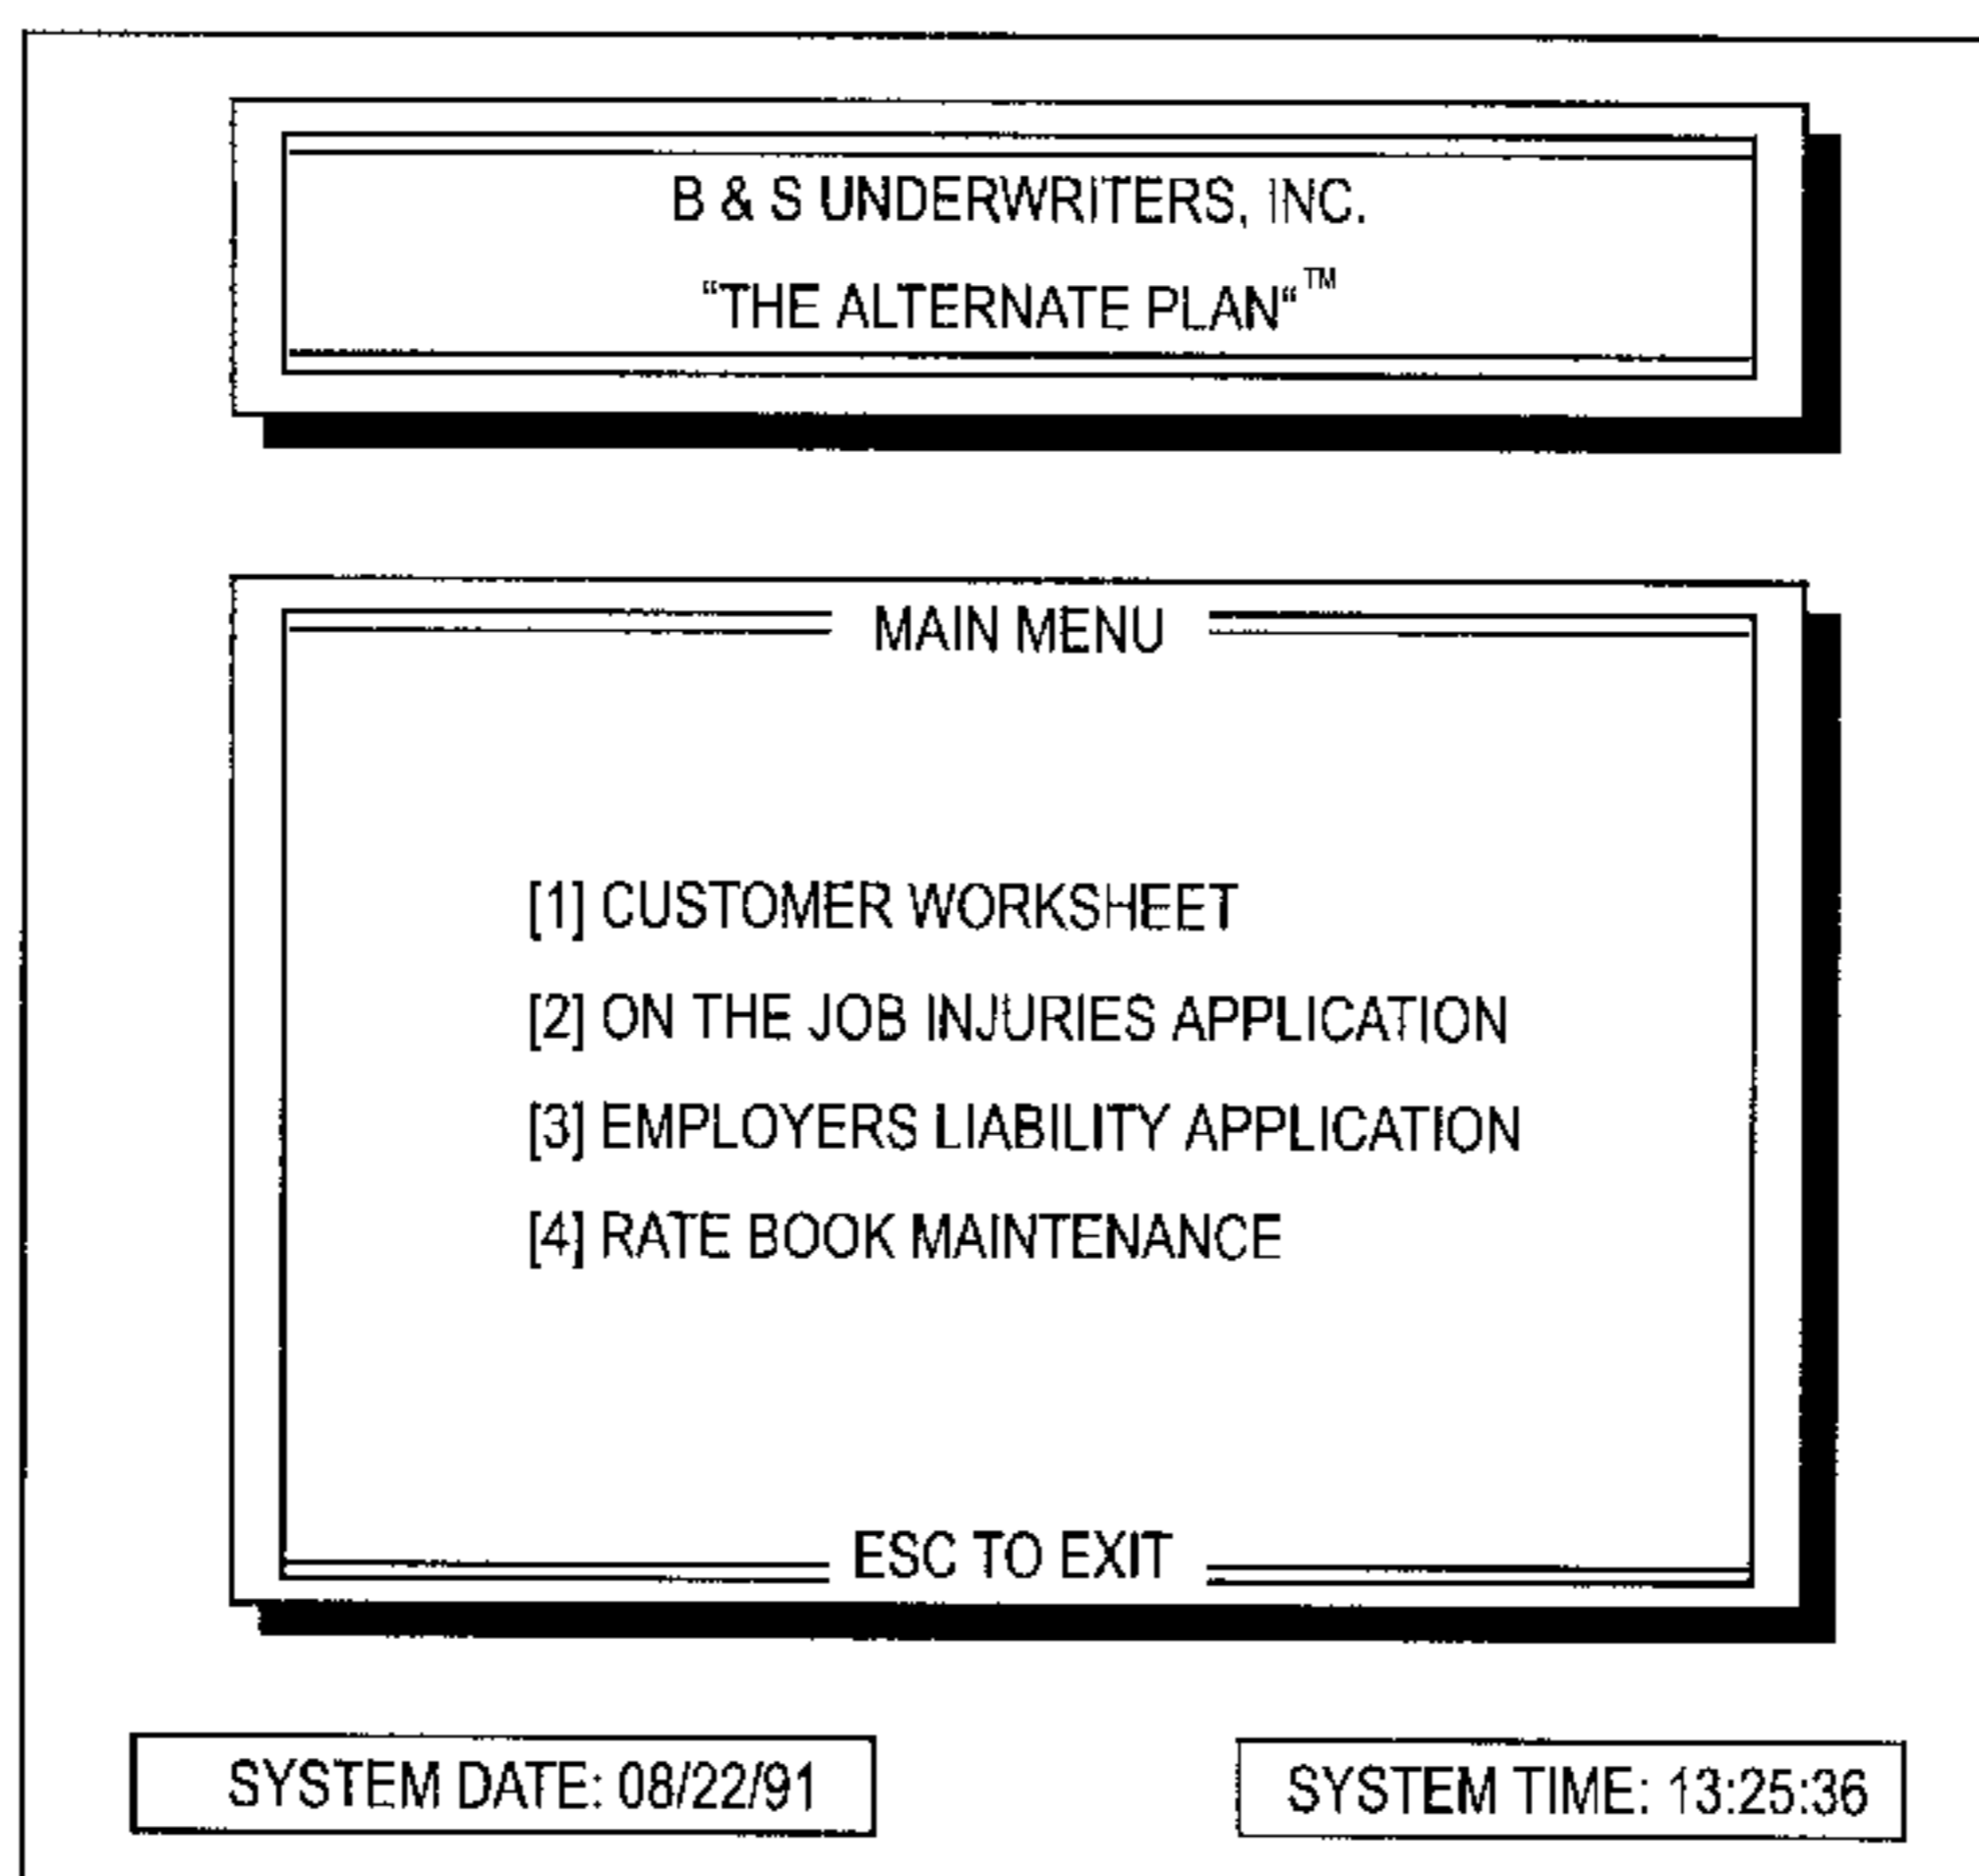 B & S UNDERWRITERS, INC.
“THE ALTERNATE PLAN“™
MAIN MENU
[1] CUSTOMER WORKSHEET
[2] ON THE JOB INJURIES APPLICATION
[3] EMPLOYERS LIABILITY APPLICATION
[4] RATE BOOK MAINTENANCE
ESC TO EXIT
SYSTEM DATE: 08/22/91
SYSTEM TIME: 13:25:36